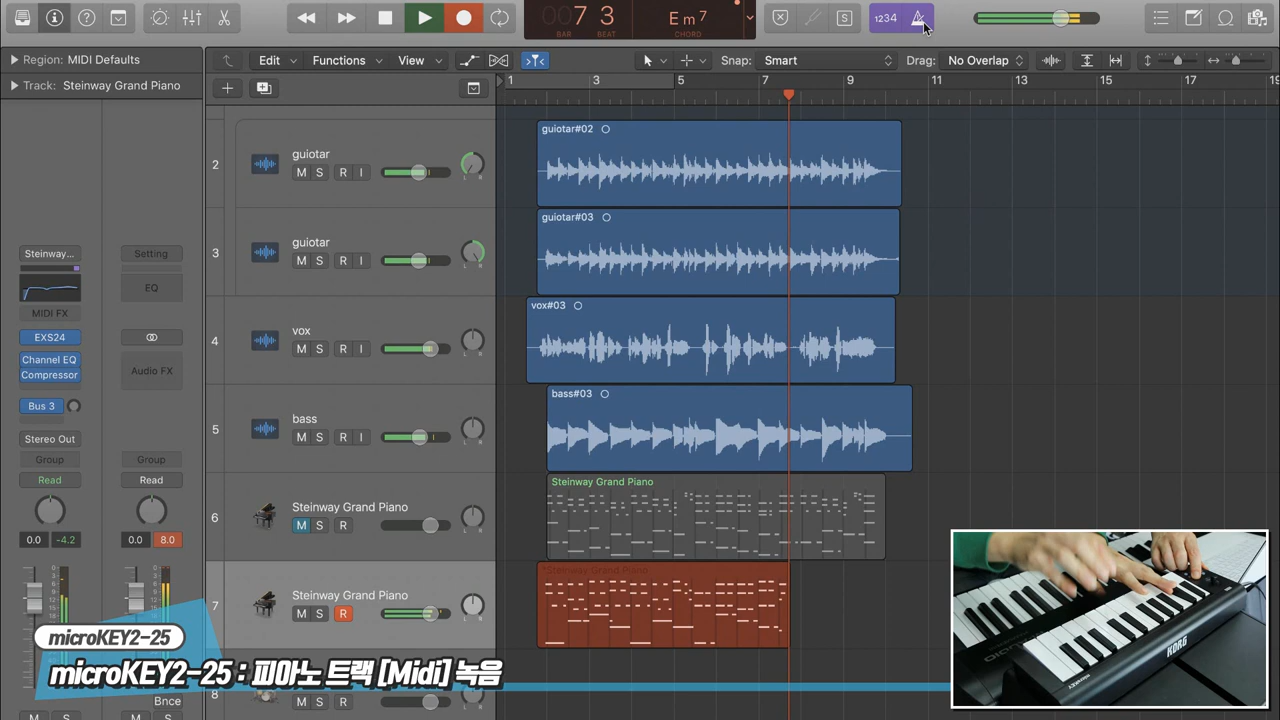 7 3
BAR BEAT
Em7
CHORD
S
1234
Region: MIDI Defaults
Edit Functions View
Snap: Smart
Drag: No Overlap
Track: Steinway Grand Piano
1 3 5 7 9 11 13 15 17 19
2
guiotar
M S R I
L R
guiotar#02
3
guiotar
M S R I
L R
guiotar#03
4
vox
M S R I
vox#03
5
bass
M S R I
bass#03
6
Steinway Grand Piano
M S R
Steinway Grand Piano
7
Steinway Grand Piano
M S R
*Steinway Grand Piano
8
M S R
Steinway...
Setting
EQ
MIDI FX
EXS24
Channel EQ
Compressor
Audio FX
Bus 3
Stereo Out
Group
Group
Read
Read
0.0 -4.2
0.0 8.0
Bnce
M S
M S
microKEY2-25
microKEY2-25 : 피아노 트랙 [Midi] 녹음
KORG